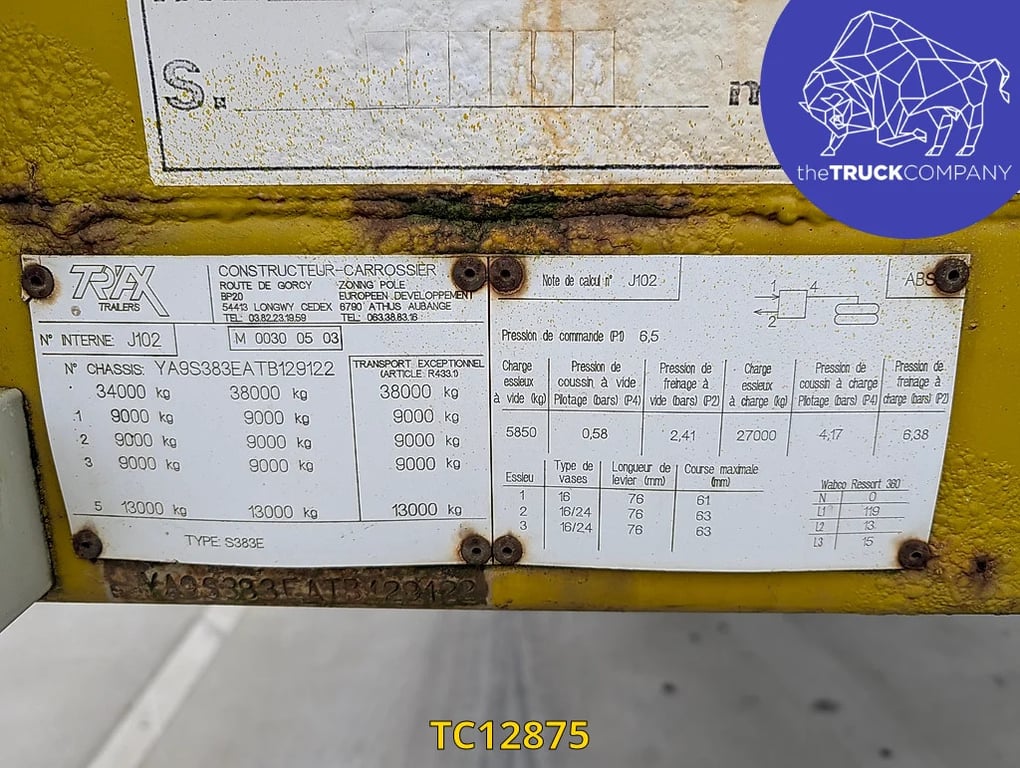 S.
m
theTRUCKCOMPANY
TRAX
TRAILERS
CONSTRUCTEUR-CARROSSIER
ROUTE DE GORCY
BP20
54413 LONGWY CEDEX
TEL: 03.82.23.19.59
ZONING POLE
EUROPEEN DEVELOPPEMENT
6790 ATHUS AUBANGE
TEL: 063.38.83.16
N° INTERNE: J102
M 0030 05 03
N° CHASSIS: YA9S383EATB129122
TRANSPORT EXCEPTIONNEL
(ARTICLE R433.1)
34000 kg 38000 kg 38000 kg
1 9000 kg 9000 kg 9000 kg
2 9000 kg 9000 kg 9000 kg
3 9000 kg 9000 kg 9000 kg
5 13000 kg 13000 kg 13000 kg
TYPE: S383E
Note de calcul n° J102
1 4
2
ABS
Pression de commande (P1) 6,5
Charge essieux à vide (kg)
Pression de coussin à vide Pilotage (bars) (P4)
Pression de freinage à vide (bars) (P2)
Charge essieux à charge (kg)
Pression de coussin à charge Pilotage (bars) (P4)
Pression de freinage à charge (bars) (P2)
5850 0,58 2,41 27000 4,17 6,38
Essieu Type de vases Longueur de levier (mm) Course maximale (mm)
1 16 76 61
2 16/24 76 63
3 16/24 76 63
Wabco Ressort 360
N 0
L1 119
L2 13
L3 15
YA9S383EATB129122
TC12875